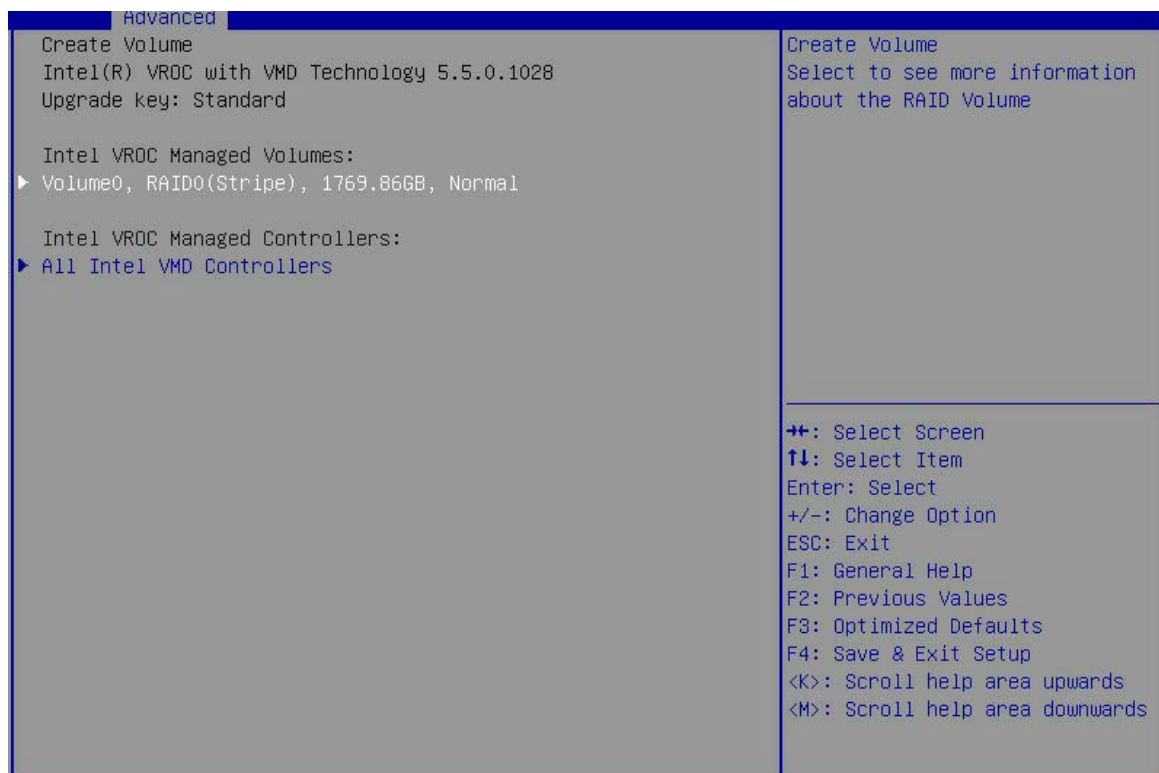 Advanced
Create Volume
Intel(R) VROC with VMD Technology 5.5.0.1028
Upgrade key: Standard
Intel VROC Managed Volumes:
Volume0, RAID0(Stripe), 1769.86GB, Normal
Intel VROC Managed Controllers:
All Intel VMD Controllers
Create Volume
Select to see more information
about the RAID Volume
→←: Select Screen
↑↓: Select Item
Enter: Select
+/-: Change Option
ESC: Exit
F1: General Help
F2: Previous Values
F3: Optimized Defaults
F4: Save & Exit Setup
<K>: Scroll help area upwards
<M>: Scroll help area downwards